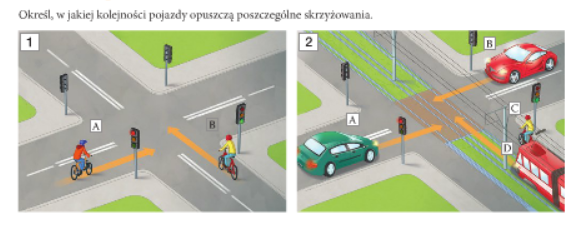 Określ, w jakiej kolejności pojazdy opuszczą poszczególne skrzyżowania.
1
A
B
2
B
A
C
D